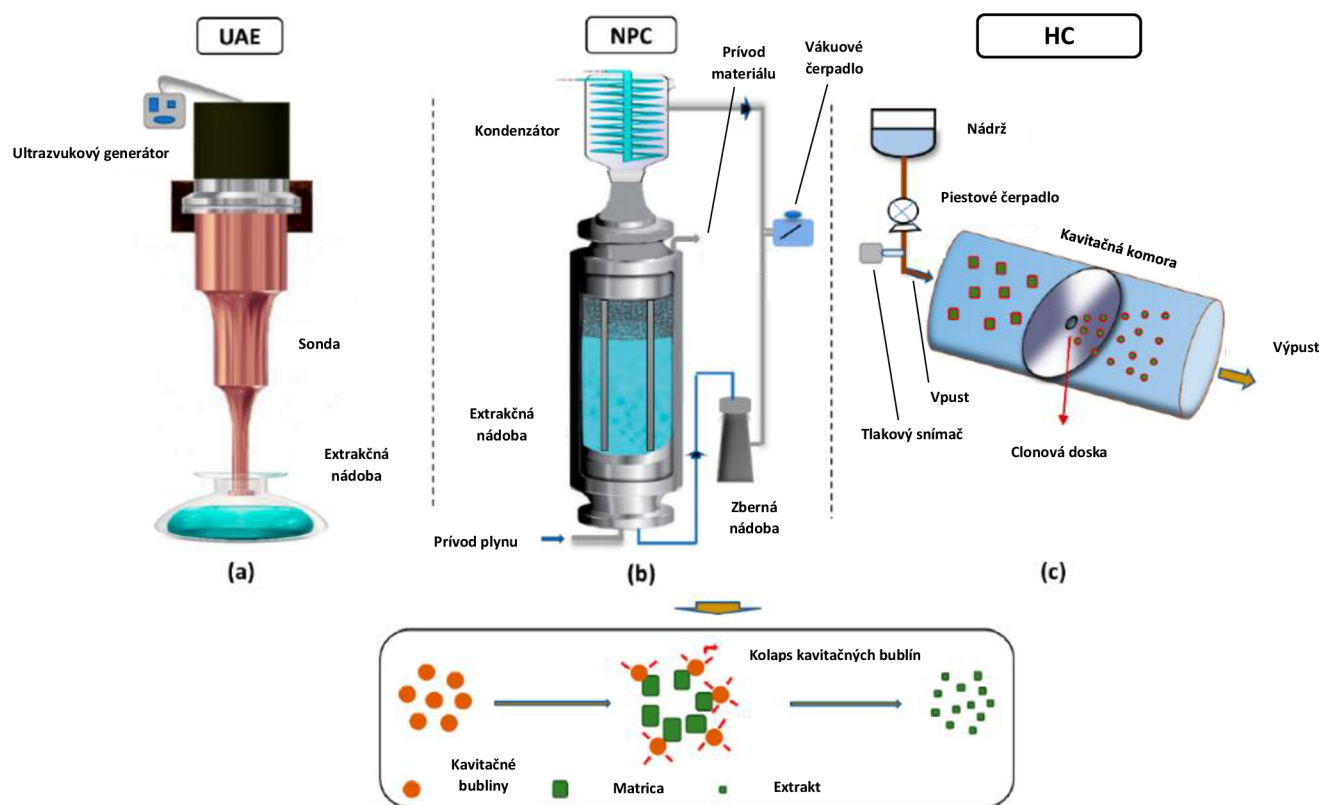 UAE
Ultrazvukový generátor
Sonda
Extrakčná
nádoba
(a)
NPC
Prívod
materiálu
Vákuové
čerpadlo
Kondenzátor
Extrakčná
nádoba
Zberná
nádoba
Prívod plynu
(b)
HC
Nádrž
Piestové čerpadlo
Kavitačná komora
Výpust
Vpust
Tlakový snímač
Clonová doska
(c)
Kolaps kavitačných bublín
Kavitačné
bubliny
Matrica
Extrakt